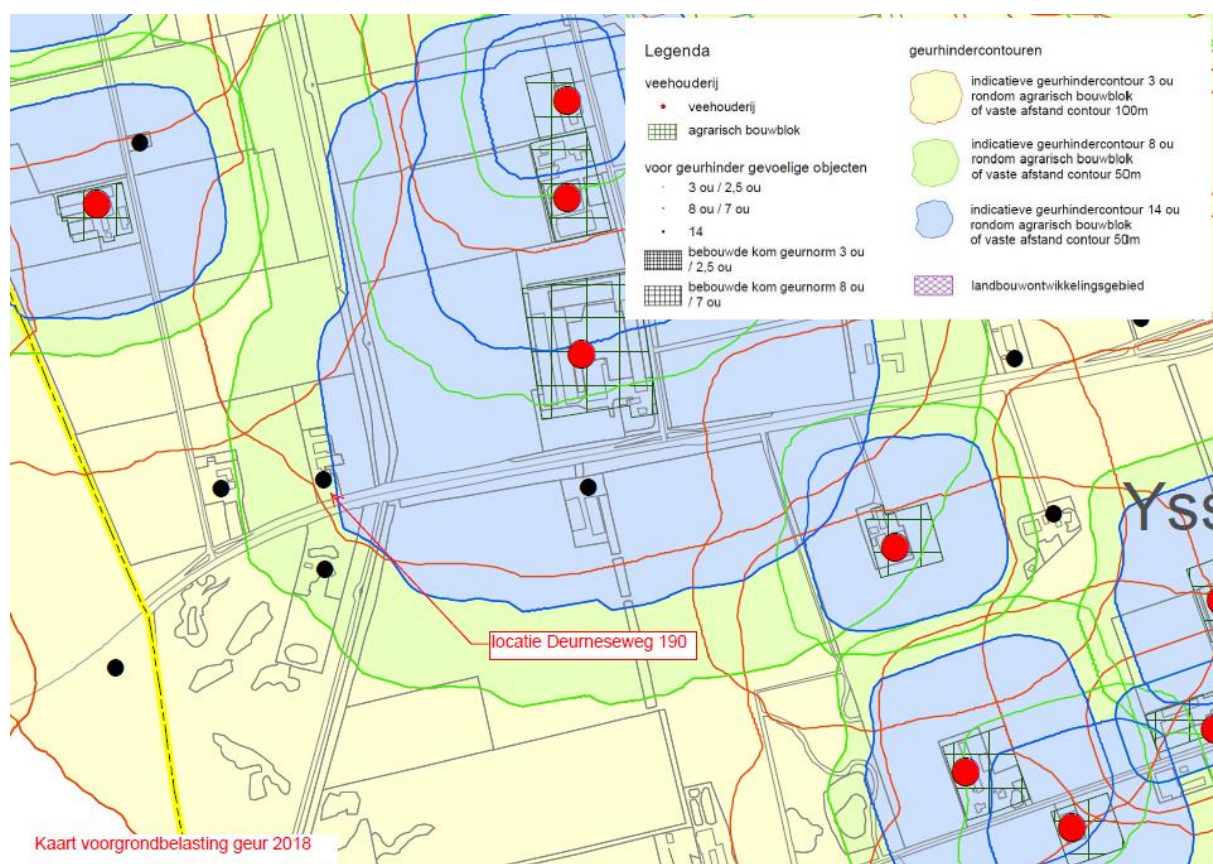 Legenda
veehouderij
veehouderij
agrarisch bouwblok
voor geurhinder gevoelige objecten
3 ou / 2,5 ou
8 ou / 7 ou
14
bebouwde kom geurnorm 3 ou
/ 2,5 ou
bebouwde kom geurnorm 8 ou
/ 7 ou
geurhindercontouren
indicatieve geurhindercontour 3 ou
rondom agrarisch bouwblok
of vaste afstand contour 100m
indicatieve geurhindercontour 8 ou
rondom agrarisch bouwblok
of vaste afstand contour 50m
indicatieve geurhindercontour 14 ou
rondom agrarisch bouwblok
of vaste afstand contour 50m
landbouwontwikkelingsgebied
Yss
locatie Deurneseweg 190
Kaart voorgrondbelasting geur 2018